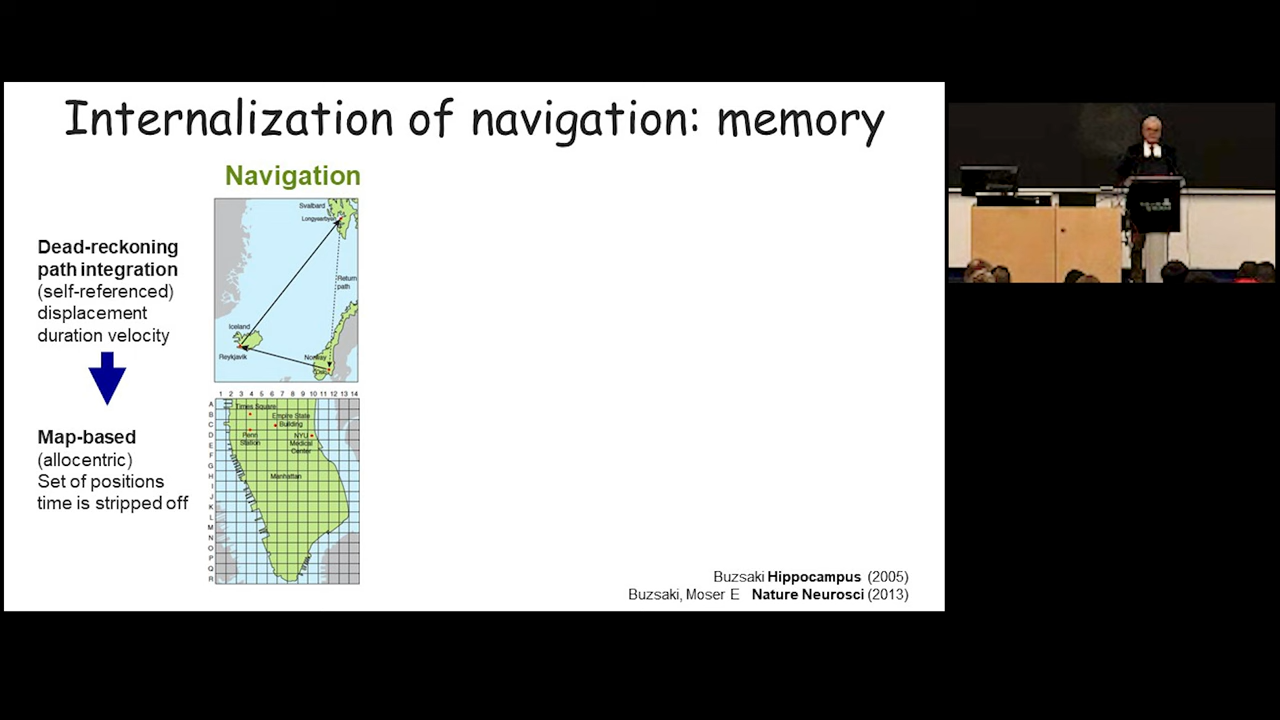 Internalization of navigation: memory
Navigation
Dead-reckoning
path integration
(self-referenced)
displacement
duration velocity
Svalbard
Longyearbyen
Return
path
Iceland
Reykjavik
Norway
Oslo
Map-based
(allocentric)
Set of positions
time is stripped off
1 2 3 4 5 6 7 8 9 10 11 12 13 14
A
B
C
D
E
F
G
H
I
J
K
L
M
N
O
P
Q
R
Times Square
Empire State
Building
Penn
Station
NYU
Medical
Center
Manhattan
Buzsaki Hippocampus (2005)
Buzsaki, Moser E Nature Neurosci (2013)